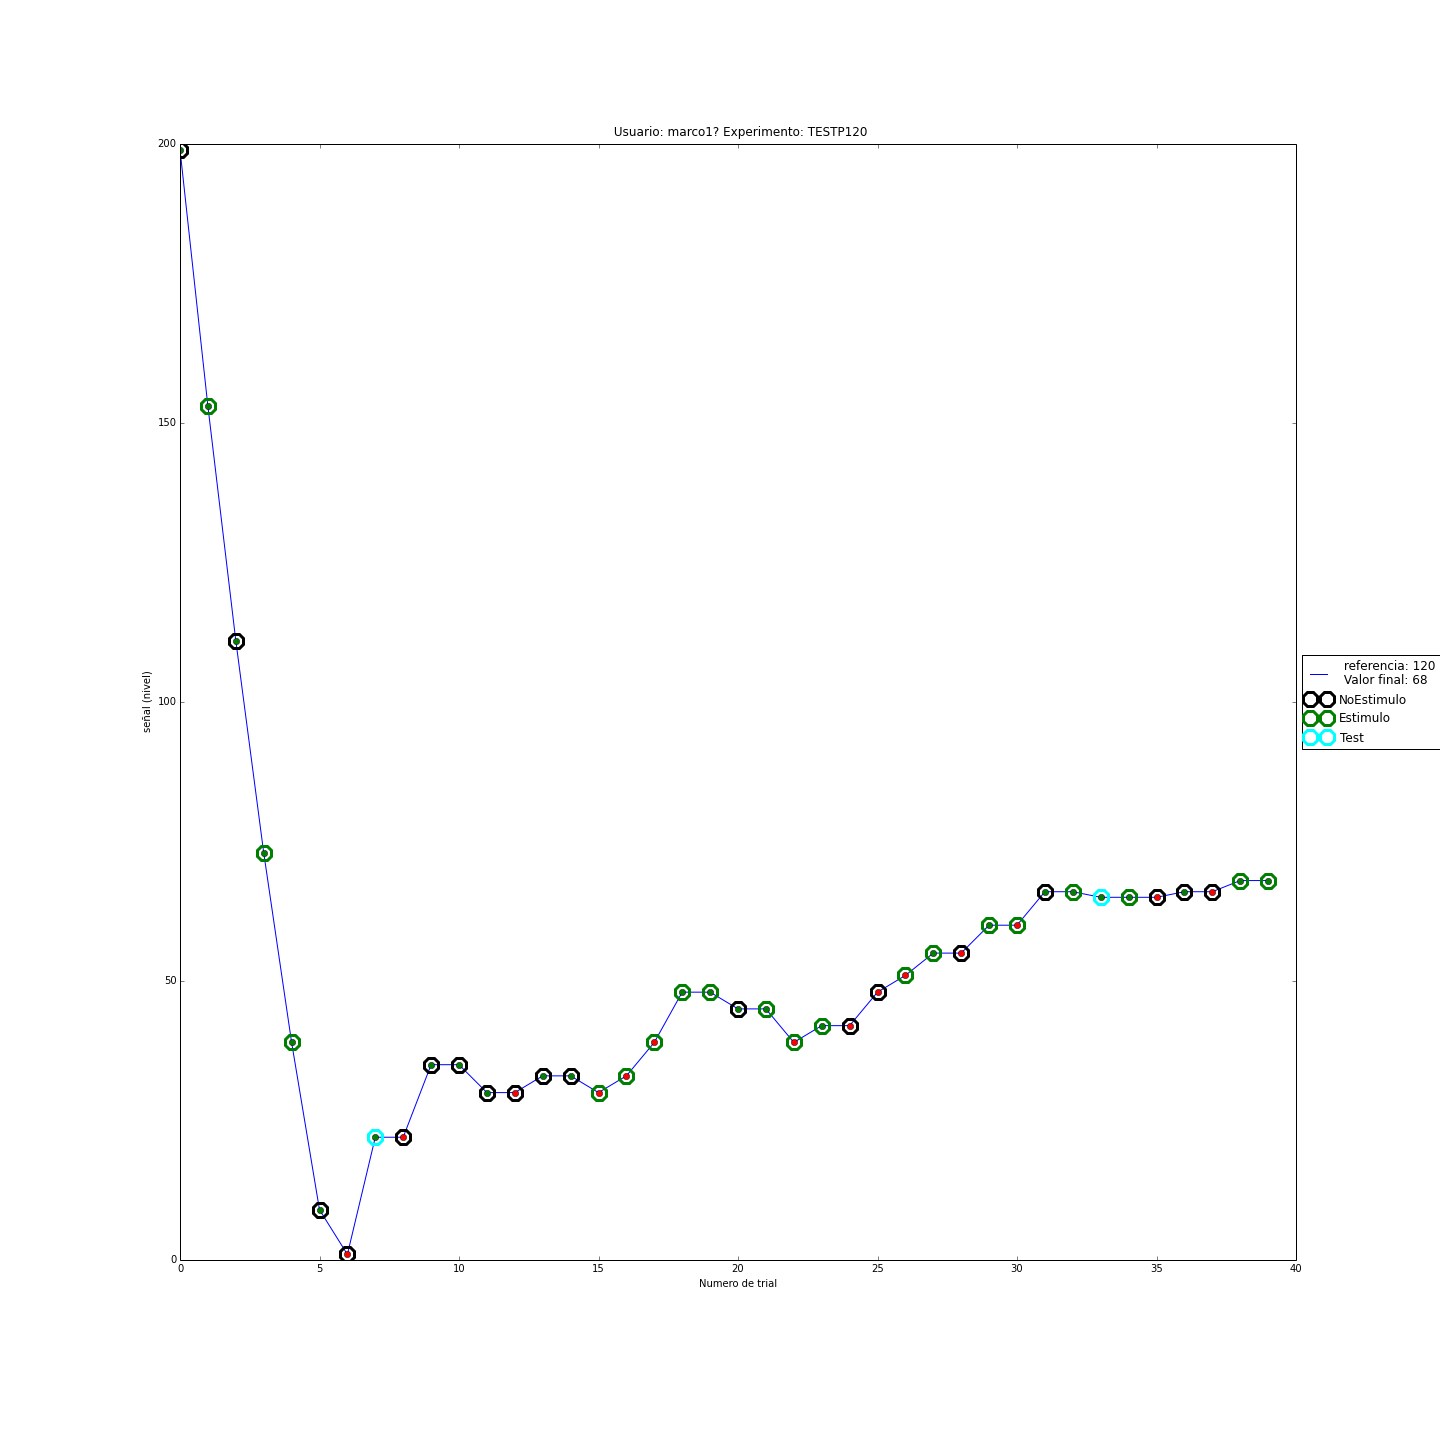 Usuario: marco1? Experimento: TESTP120
200
150
100
50
0
señal (nivel)
0 5 10 15 20 25 30 35 40
Numero de trial
referencia: 120
Valor final: 68
NoEstimulo
Estimulo
Test